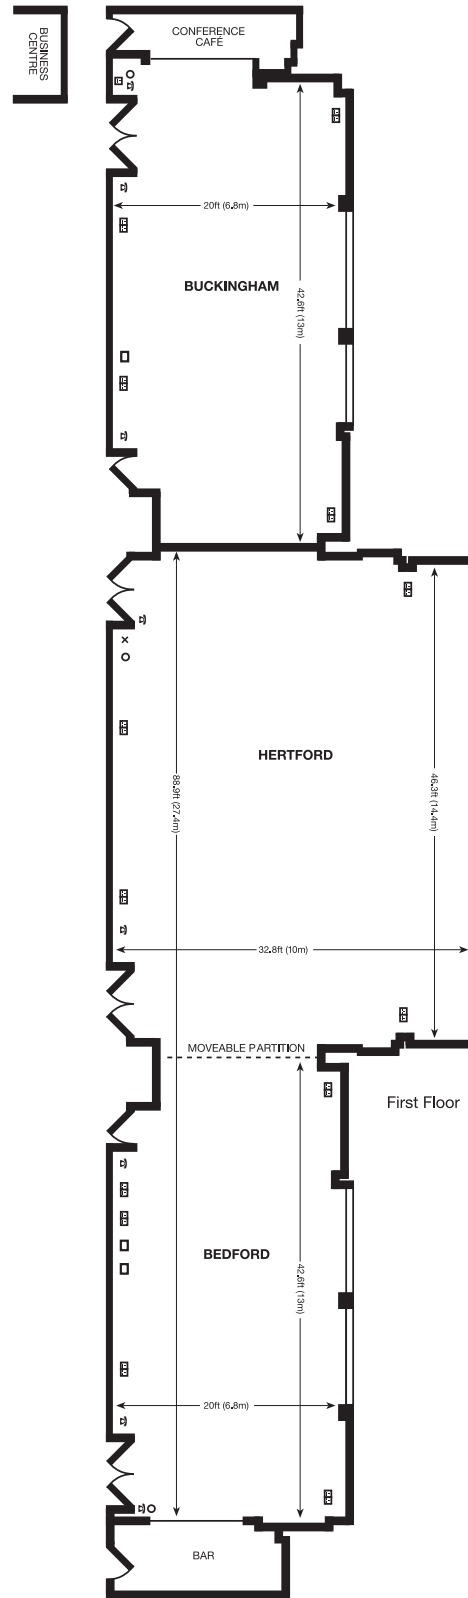 CONFERENCE
CAFÉ
BUSINESS
CENTRE
20ft (6.8m)
BUCKINGHAM
42.6ft (13m)
HERTFORD
88.9ft (27.4m)
46.3ft (14.4m)
32.8ft (10m)
MOVEABLE PARTITION
First Floor
BEDFORD
42.6ft (13m)
20ft (6.8m)
BAR